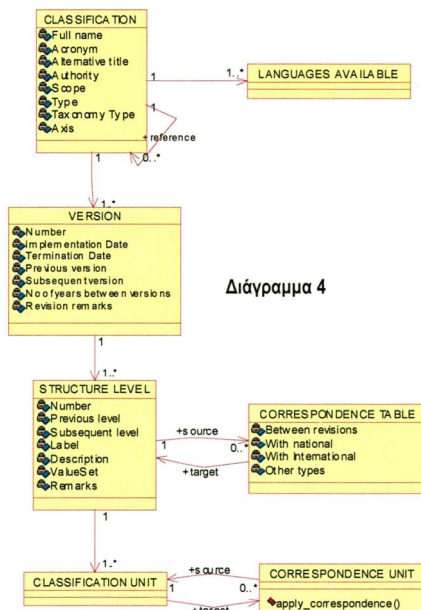 CLASSIFICATION
Full name
Acronym
Alternative title
Authority
Scope
Type
Taxonomy Type
Axis
1
1..*
LANGUAGES AVAILABLE
1
+reference
0..*
1
1..*
VERSION
Number
implementation Date
Termination Date
Previous version
Subsequent version
No of years between versions
Revision remarks
Διάγραμμα 4
1
1..*
STRUCTURE LEVEL
Number
Previous level
Subsequent level
Label
Description
ValueSet
Remarks
+source
1
0..*
+target
CORRESPONDENCE TABLE
Between revisions
With national
With International
Other types
1
1..*
CLASSIFICATION UNIT
+source
1
0..*
+target
CORRESPONDENCE UNIT
apply_correspondence()